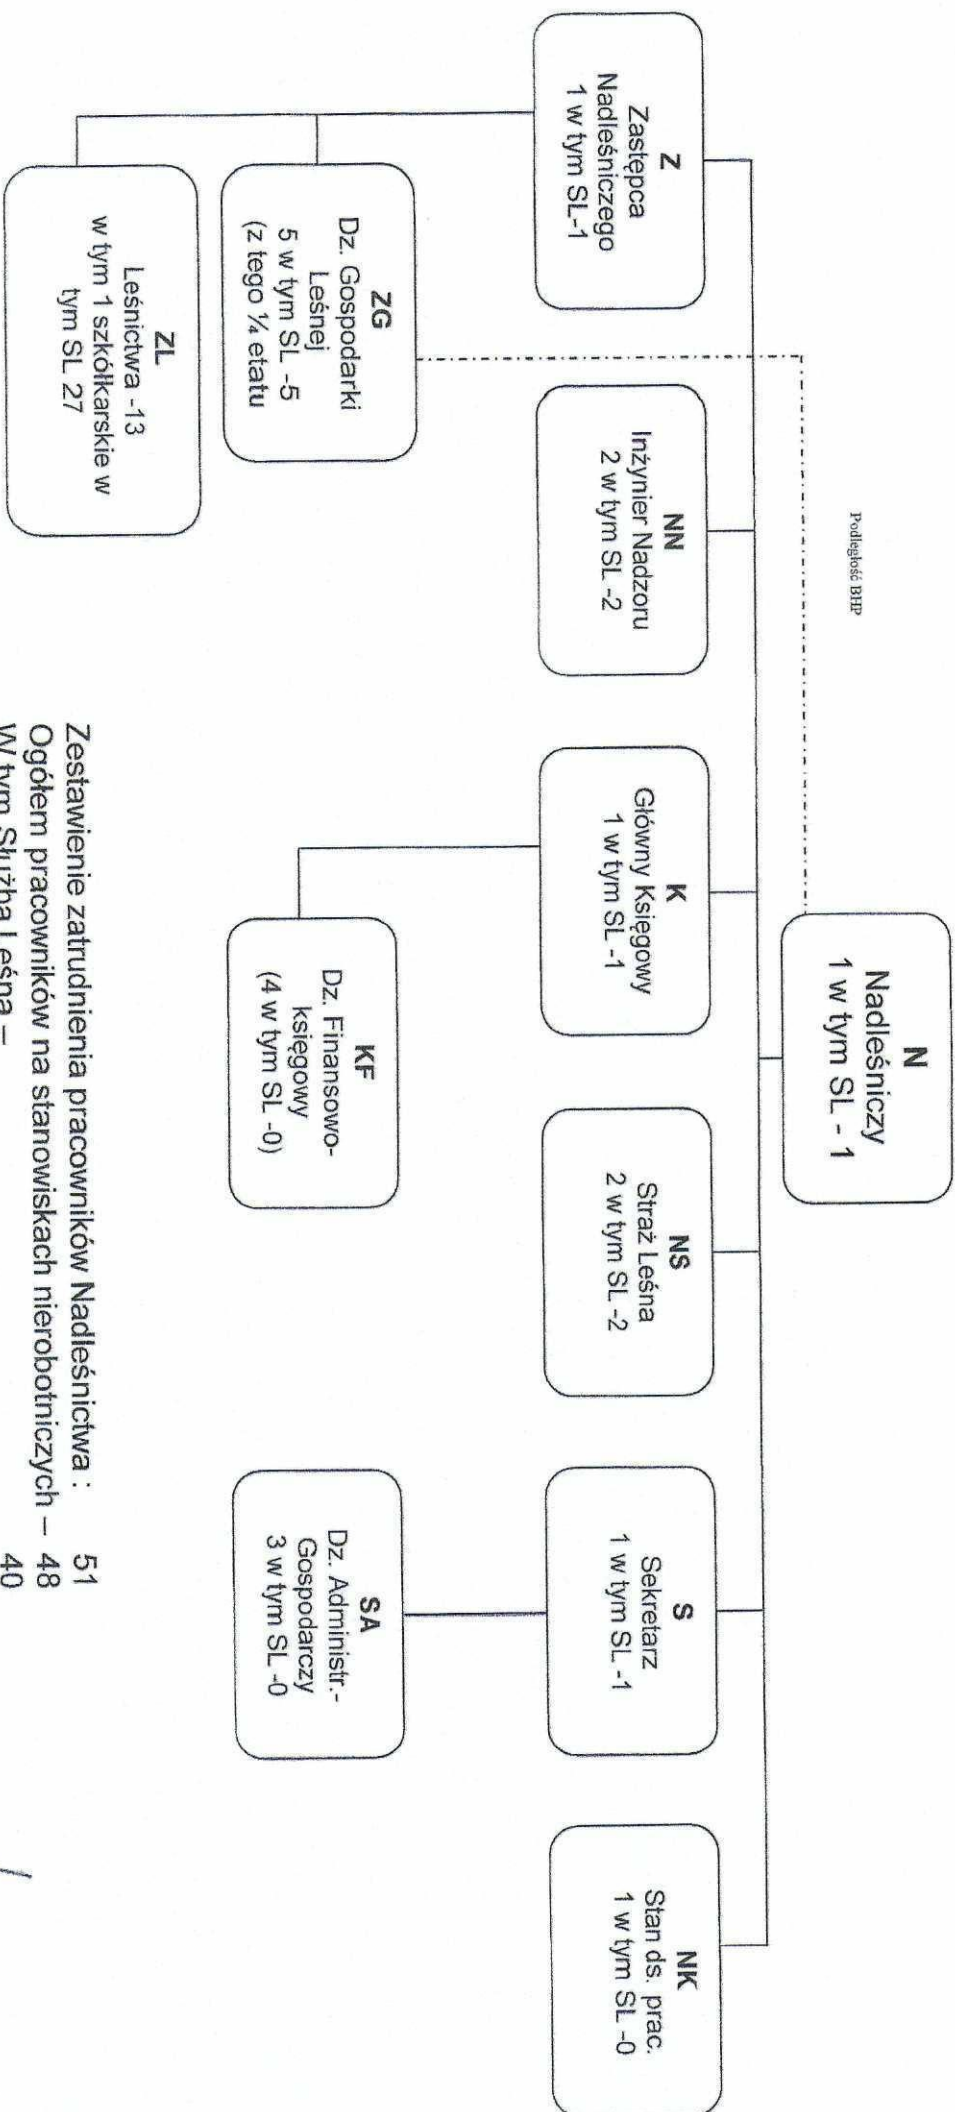 N
Nadleśniczy
1 w tym SL - 1
Podległość BHP
Z
Zastępca
Nadleśniczego
1 w tym SL-1
NN
Inżynier Nadzoru
2 w tym SL -2
K
Główny Księgowy
1 w tym SL -1
NS
Straż Leśna
2 w tym SL -2
S
Sekretarz
1 w tym SL -1
NK
Stan ds. prac.
1 w tym SL -0
ZG
Dz. Gospodarki
Leśnej
5 w tym SL -5
(z tego ¼ etatu
KF
Dz. Finansowo-
księgowy
(4 w tym SL -0)
SA
Dz. Administr.-
Gospodarczy
3 w tym SL -0
ZL
Leśnictwa -13
w tym 1 szkółkarskie w
tym SL 27
Zestawienie zatrudnienia pracowników Nadleśnictwa : 51
Ogółem pracowników na stanowiskach nierobotniczych – 48
W tym Służba Leśna – 40